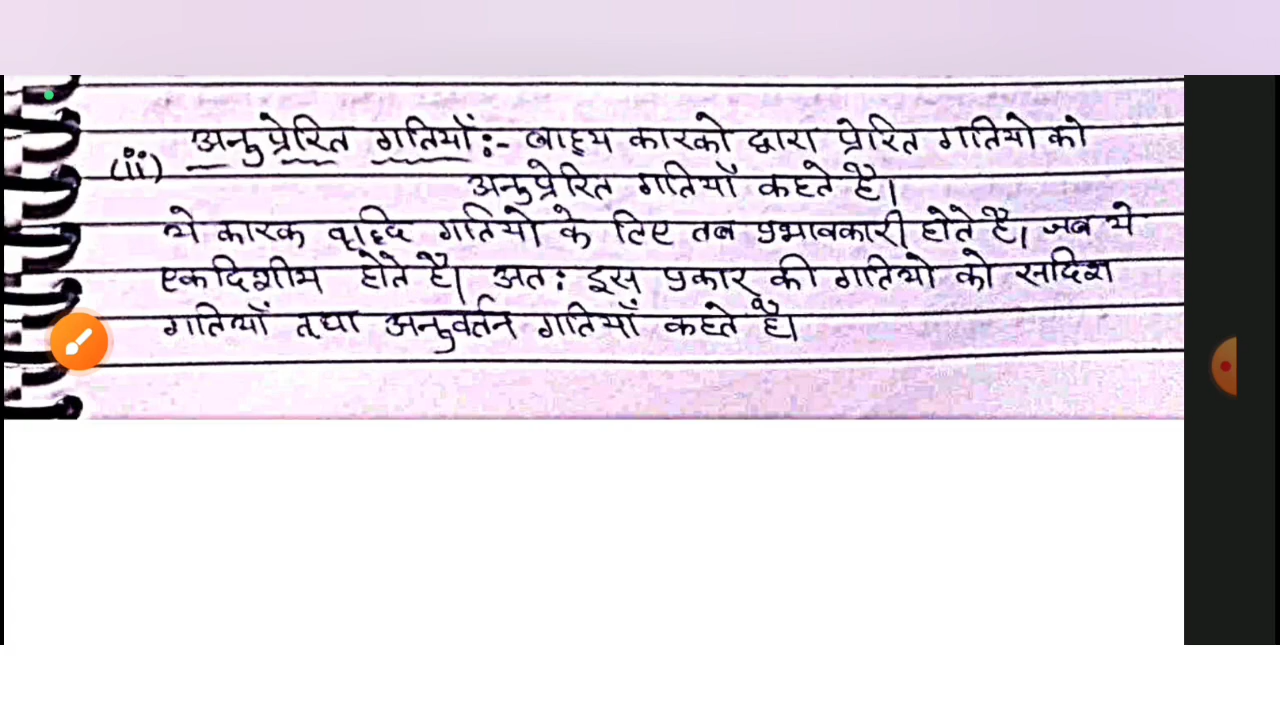 (ii) अनुप्रेरित गतियाँ:- बाह्य कारको द्वारा प्रेरित गतियो को
अनुप्रेरित गतियाँ कहते है।
ये कारक वृध्दि गतियो के लिए तब प्रभावकारी होते है। जब ये
एकदिशीय होते है। अत: इस प्रकार की गतियो को सदिश
गतियाँ तथा अनुवर्तन गतियाँ कहते है।